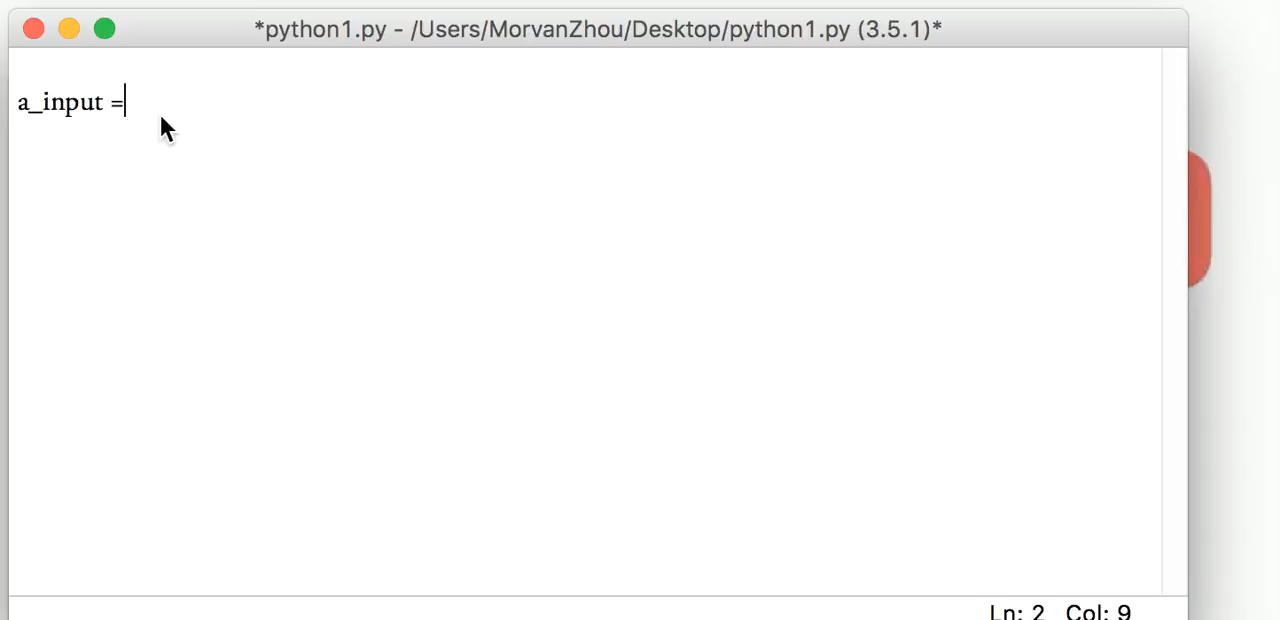 *python1.py - /Users/MorvanZhou/Desktop/python1.py (3.5.1)*
a_input =
Ln: 2 Col: 9